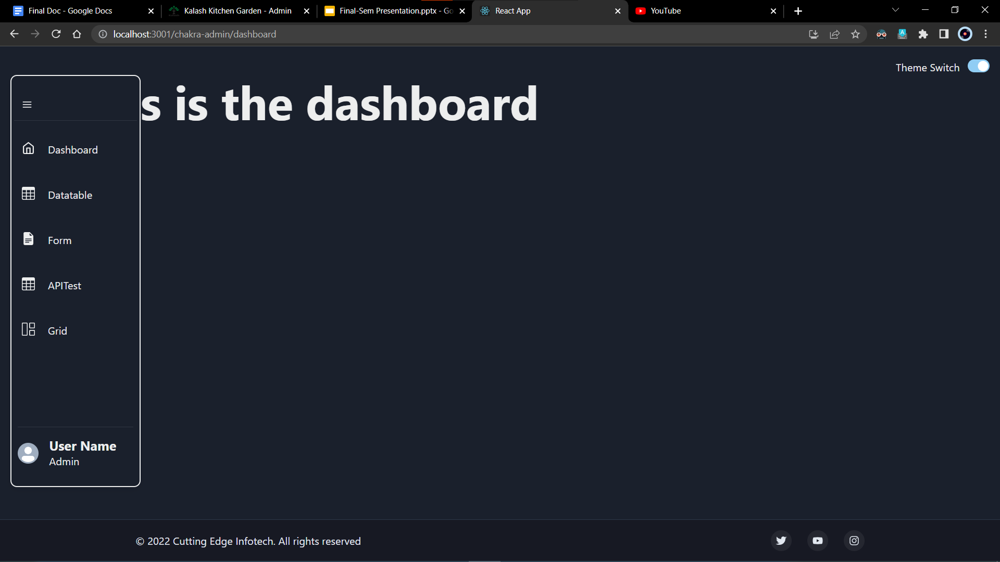 Final Doc - Google Docs
Kalash Kitchen Garden - Admin
Final-Sem Presentation.pptx - Go
React App
YouTube
localhost:3001/chakra-admin/dashboard
Theme Switch
s is the dashboard
Dashboard
Datatable
Form
APITest
Grid
User Name
Admin
© 2022 Cutting Edge Infotech. All rights reserved